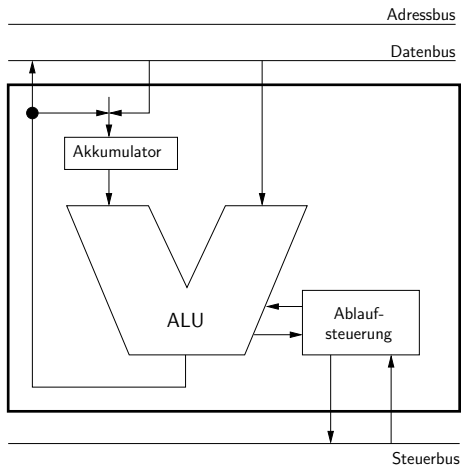 Adressbus
Datenbus
Akkumulator
ALU
Ablauf-
steuerung
Steuerbus